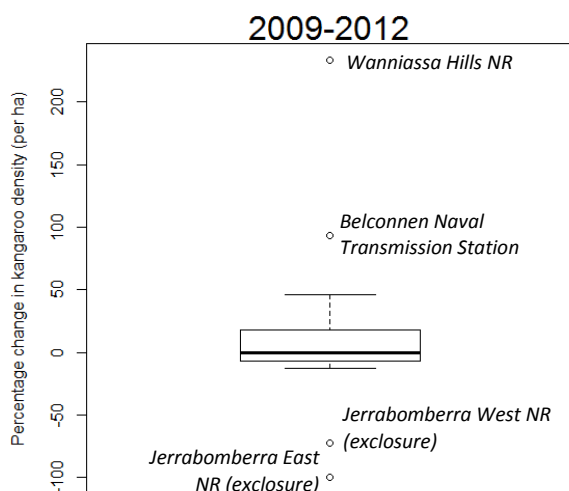 2009-2012
Percentage change in kangaroo density (per ha)
200
150
100
50
0
-50
-100
Wanniassa Hills NR
Belconnen Naval
Transmission Station
Jerrabomberra West NR
(exclosure)
Jerrabomberra East
NR (exclosure)